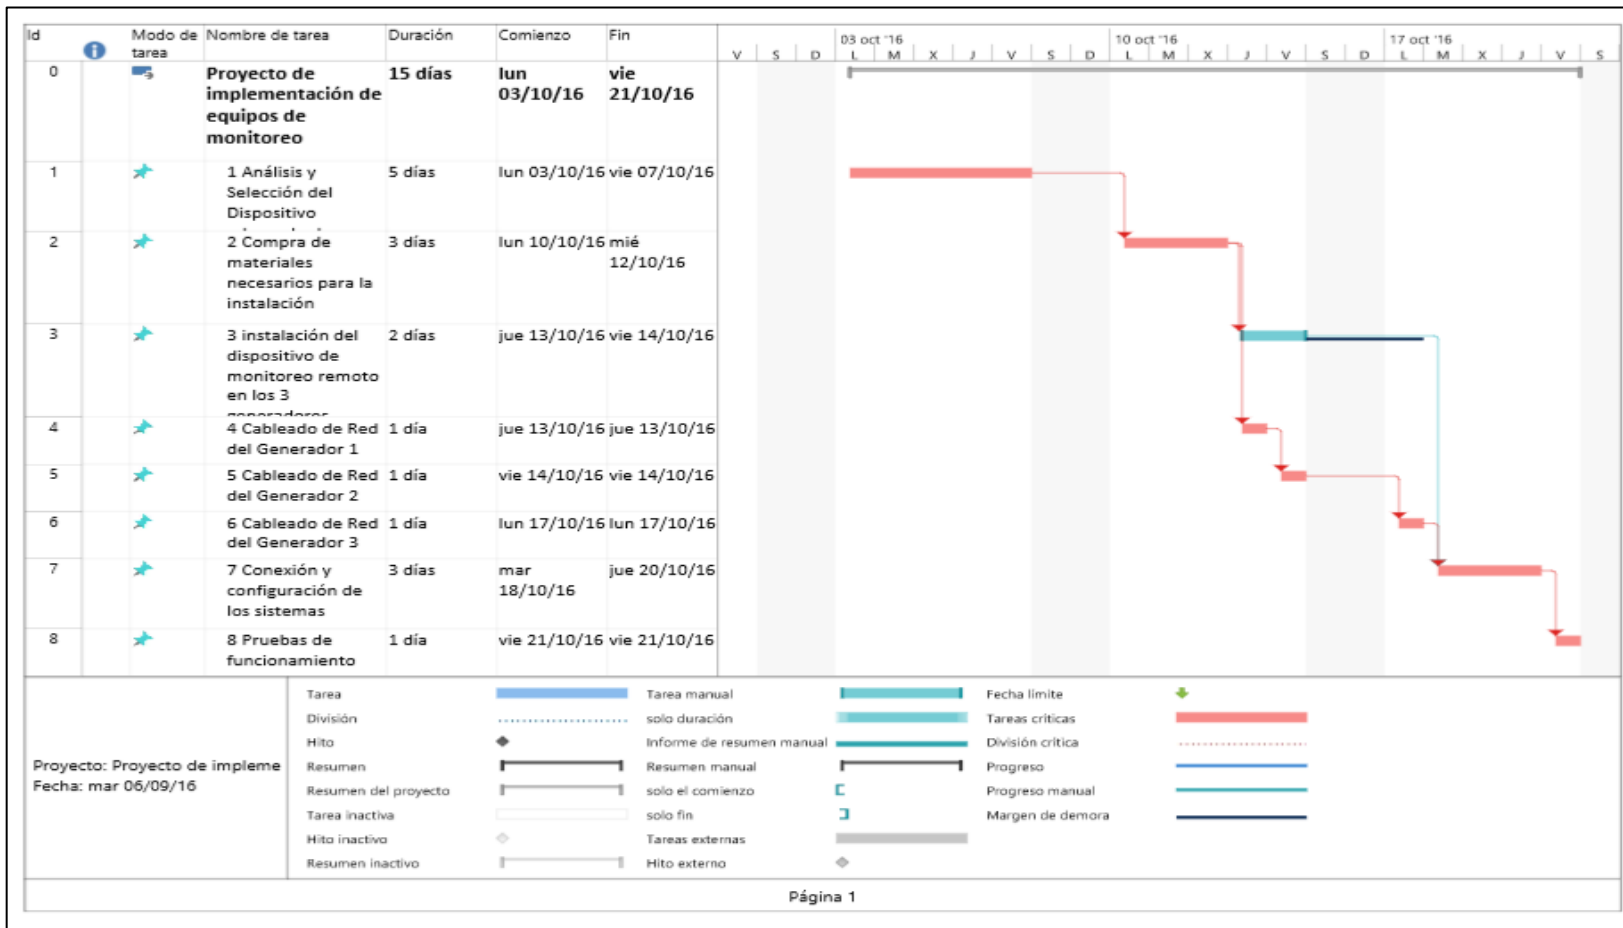 Id Modo de tarea Nombre de tarea Duración Comienzo Fin
03 oct '16 10 oct '16 17 oct '16
V S D L M X J V S D L M X J V S D L M X J V S
0 Proyecto de implementación de equipos de monitoreo 15 días lun 03/10/16 vie 21/10/16
1 1 Análisis y Selección del Dispositivo 5 días lun 03/10/16 vie 07/10/16
2 2 Compra de materiales necesarios para la instalación 3 días lun 10/10/16 mié 12/10/16
3 3 instalación del dispositivo de monitoreo remoto en los 3 generadores 2 días jue 13/10/16 vie 14/10/16
4 4 Cableado de Red del Generador 1 1 día jue 13/10/16 jue 13/10/16
5 5 Cableado de Red del Generador 2 1 día vie 14/10/16 vie 14/10/16
6 6 Cableado de Red del Generador 3 1 día lun 17/10/16 lun 17/10/16
7 7 Conexión y configuración de los sistemas 3 días mar 18/10/16 jue 20/10/16
8 8 Pruebas de funcionamiento 1 día vie 21/10/16 vie 21/10/16
Proyecto: Proyecto de impleme
Fecha: mar 06/09/16
Tarea Tarea manual Fecha límite
División solo duración Tareas críticas
Hito Informe de resumen manual División crítica
Resumen Resumen manual Progreso
Resumen del proyecto solo el comienzo Progreso manual
Tarea inactiva solo fin Margen de demora
Hito inactivo Tareas externas
Resumen inactivo Hito externo
Página 1